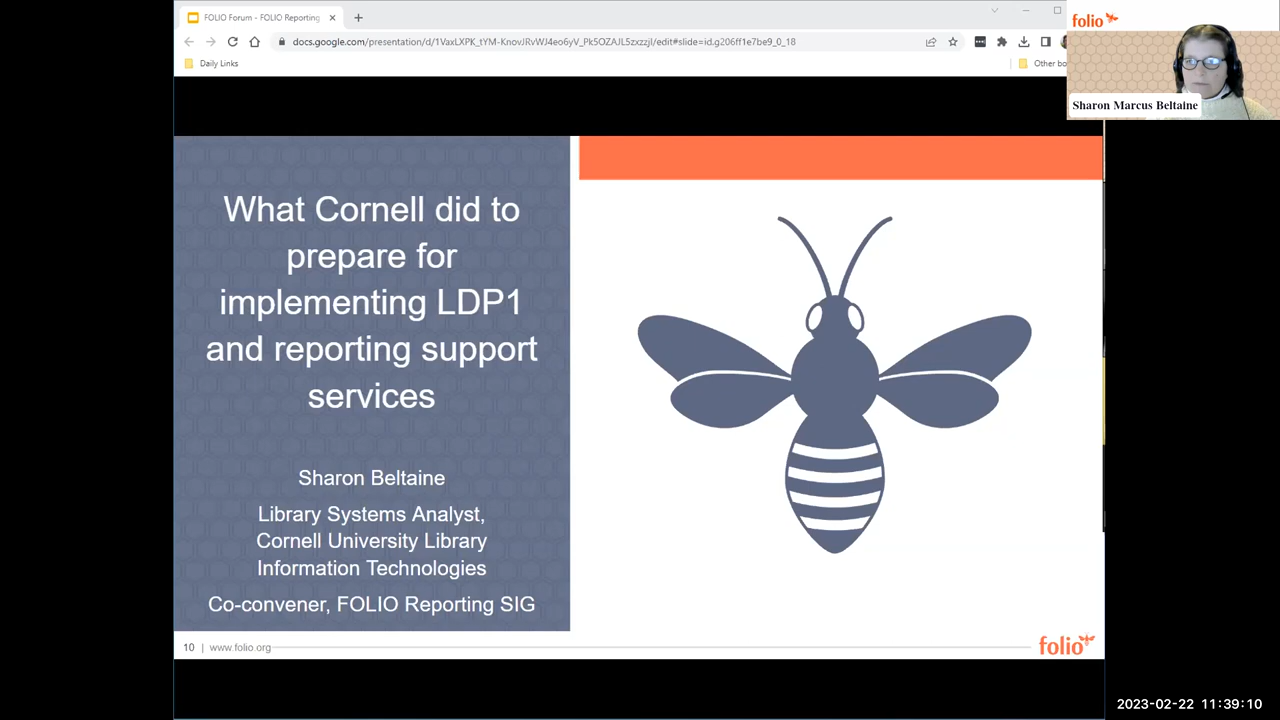 FOLIO Forum - FOLIO Reporting
docs.google.com/presentation/d/1VaxLXPK_tYM-KnovJRvWJ4eo6yV_Pk5OZAJL5zxzzjI/edit#slide=id.g206ff1e7be9_0_18
Daily Links
Other bo
folio
Sharon Marcus Beltaine
What Cornell did to
prepare for
implementing LDP1
and reporting support
services
Sharon Beltaine
Library Systems Analyst,
Cornell University Library
Information Technologies
Co-convener, FOLIO Reporting SIG
10 | www.folio.org
folio
2023-02-22 11:39:10